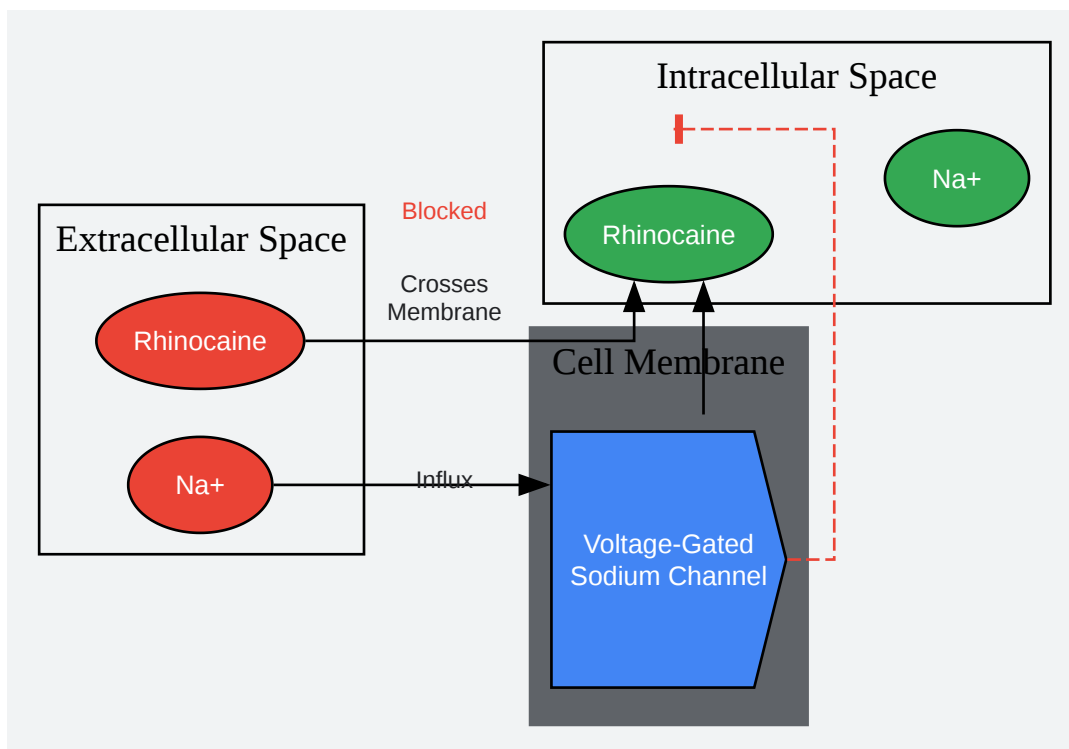 Intracellular Space
Na+
Rhinocaine
Blocked
Extracellular Space
Crosses
Membrane
Rhinocaine
Cell Membrane
Na+
Influx
Voltage-Gated
Sodium Channel